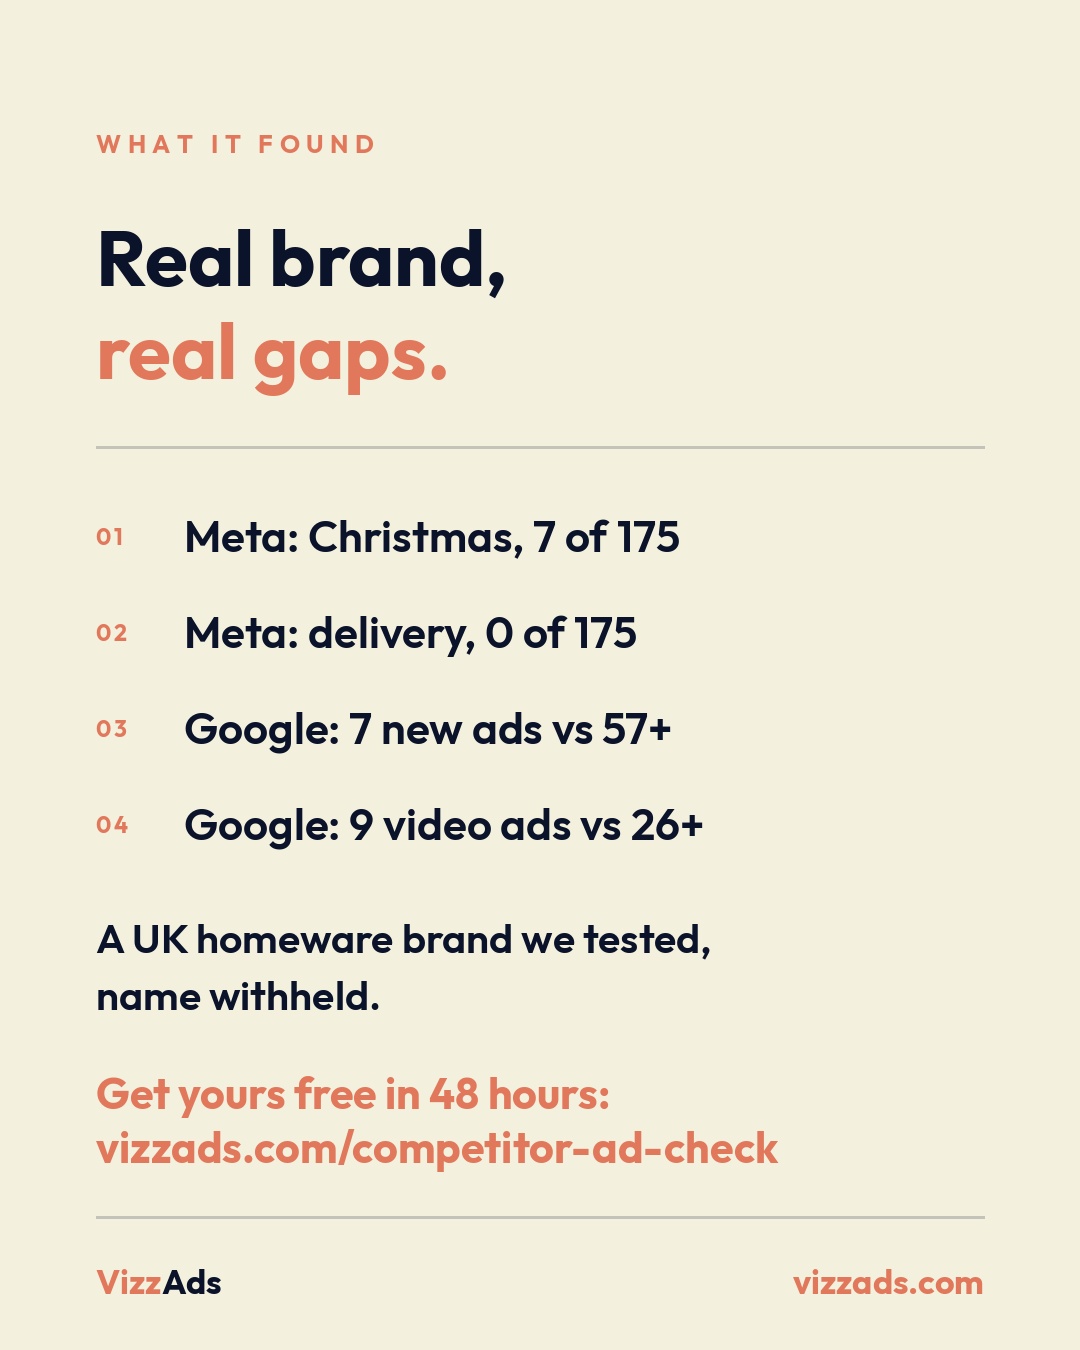 WHAT IT FOUND
Real brand,
real gaps.
01 Meta: Christmas, 7 of 175
02 Meta: delivery, 0 of 175
03 Google: 7 new ads vs 57+
04 Google: 9 video ads vs 26+
A UK homeware brand we tested,
name withheld.
Get yours free in 48 hours:
vizzads.com/competitor-ad-check
VizzAds vizzads.com